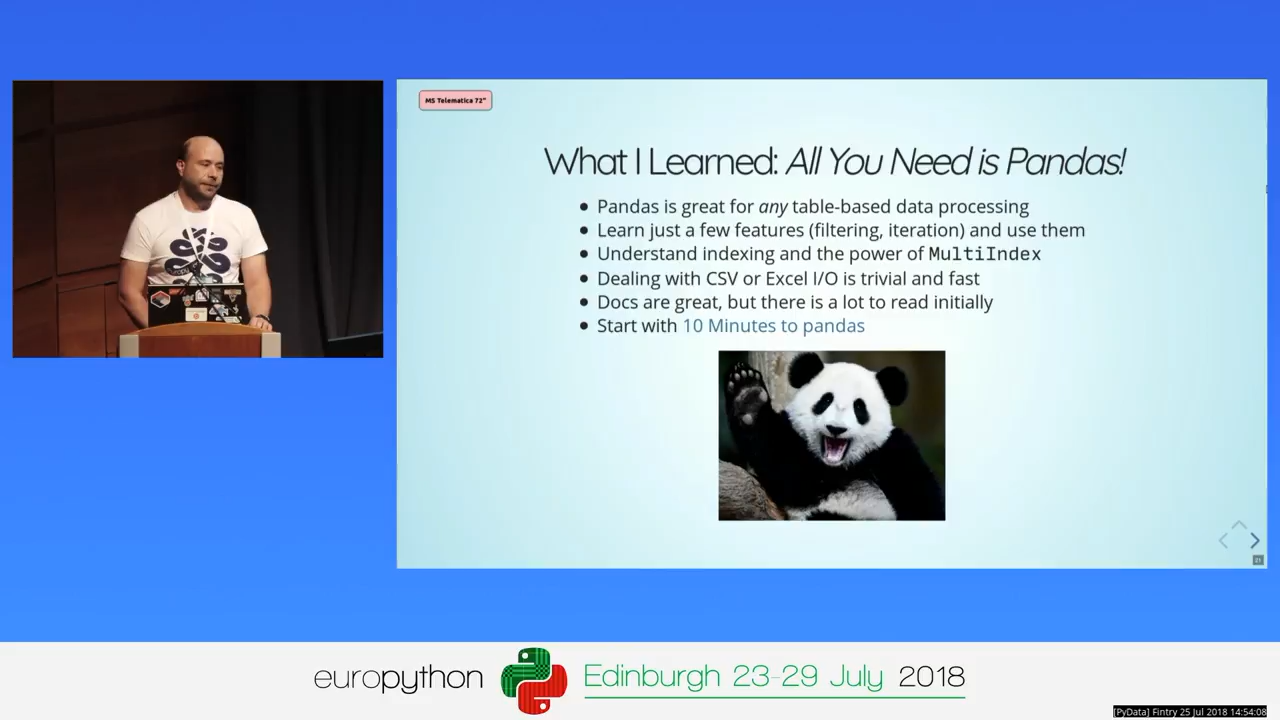 MS Telematica 72"
What I Learned: All You Need is Pandas!
Pandas is great for any table-based data processing
Learn just a few features (filtering, iteration) and use them
Understand indexing and the power of MultiIndex
Dealing with CSV or Excel I/O is trivial and fast
Docs are great, but there is a lot to read initially
Start with 10 Minutes to pandas
europython
Edinburgh 23-29 July 2018
[PyData] Fintry 25 Jul 2018 14:54:08